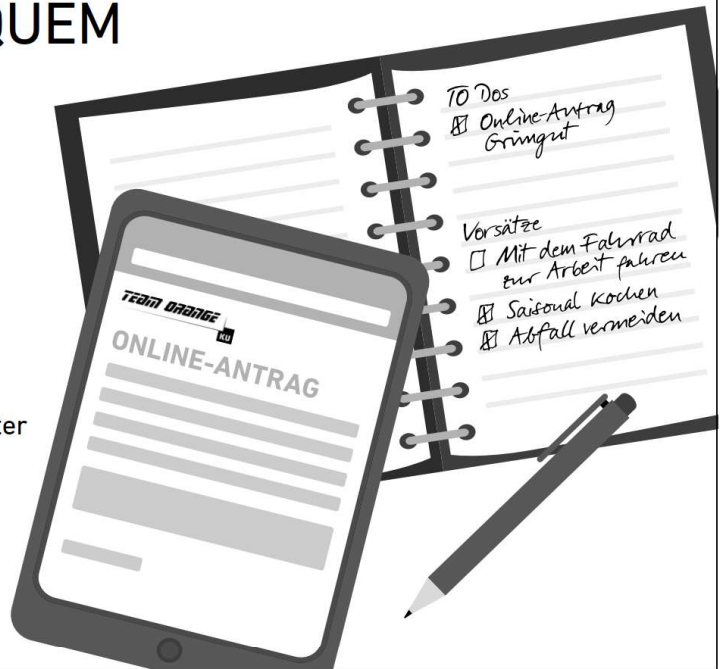 QUEM
TO Dos
Online-Antrag
Grüngut
Vorsätze
Mit dem Fahrrad
zur Arbeit fahren
Saisonal kochen
Abfall vermeiden
TEAM ORANGE
KU
ONLINE-ANTRAG
ter